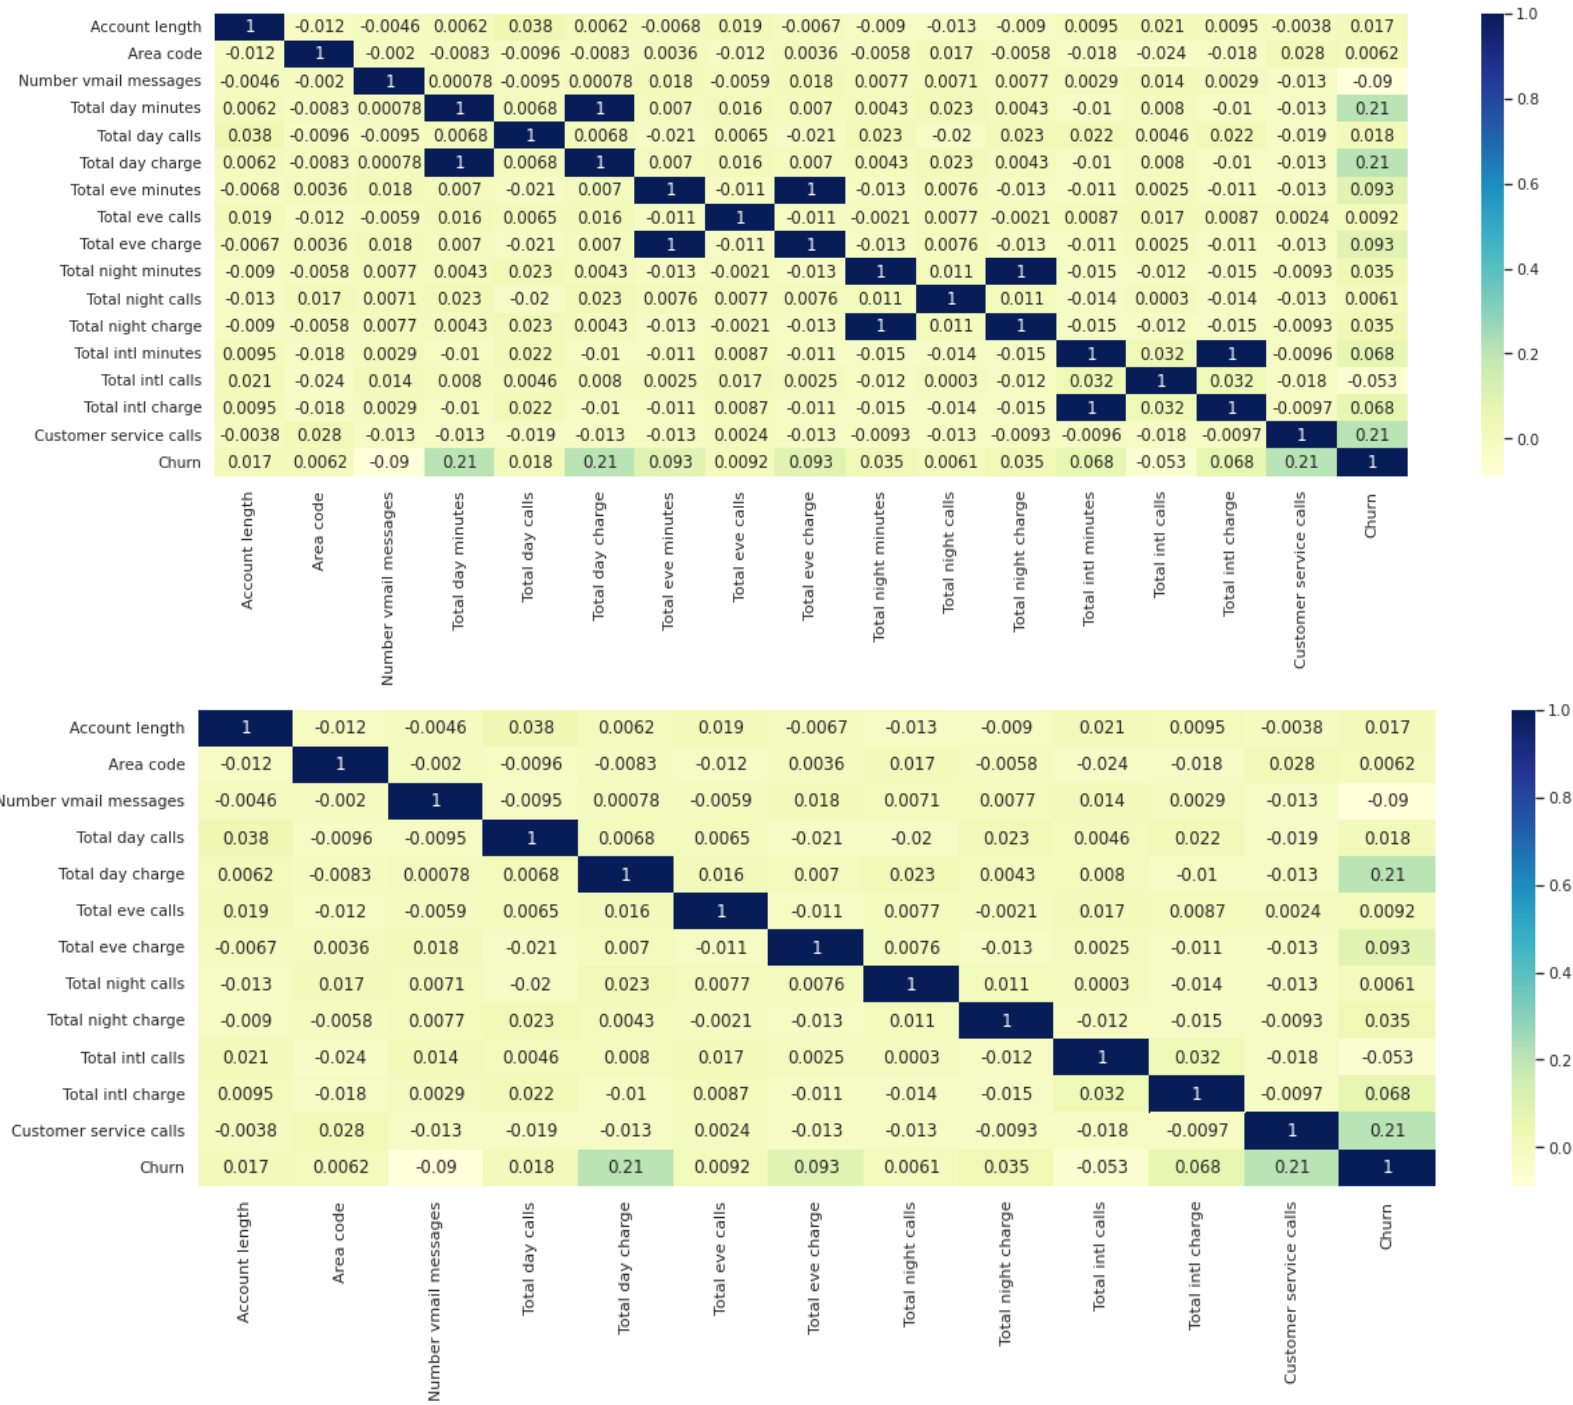 Account length 1 -0.012 -0.0046 0.0062 0.038 0.0062 -0.0068 0.019 -0.0067 -0.009 -0.013 -0.009 0.0095 0.021 0.0095 -0.0038 0.017
Area code -0.012 1 -0.002 -0.0083 -0.0096 -0.0083 0.0036 -0.012 0.0036 -0.0058 0.017 -0.0058 -0.018 -0.024 -0.018 0.028 0.0062
Number vmail messages -0.0046 -0.002 1 0.00078 -0.0095 0.00078 0.018 -0.0059 0.018 0.0077 0.0071 0.0077 0.0029 0.014 0.0029 -0.013 -0.09
Total day minutes 0.0062 -0.0083 0.00078 1 0.0068 1 0.007 0.016 0.007 0.0043 0.023 0.0043 -0.01 0.008 -0.01 -0.013 0.21
Total day calls 0.038 -0.0096 -0.0095 0.0068 1 0.0068 -0.021 0.0065 -0.021 0.023 -0.02 0.023 0.022 0.0046 0.022 -0.019 0.018
Total day charge 0.0062 -0.0083 0.00078 1 0.0068 1 0.007 0.016 0.007 0.0043 0.023 0.0043 -0.01 0.008 -0.01 -0.013 0.21
Total eve minutes -0.0068 0.0036 0.018 0.007 -0.021 0.007 1 -0.011 1 -0.013 0.0076 -0.013 -0.011 0.0025 -0.011 -0.013 0.093
Total eve calls 0.019 -0.012 -0.0059 0.016 0.0065 0.016 -0.011 1 -0.011 -0.0021 0.0077 -0.0021 0.0087 0.017 0.0087 0.0024 0.0092
Total eve charge -0.0067 0.0036 0.018 0.007 -0.021 0.007 1 -0.011 1 -0.013 0.0076 -0.013 -0.011 0.0025 -0.011 -0.013 0.093
Total night minutes -0.009 -0.0058 0.0077 0.0043 0.023 0.0043 -0.013 -0.0021 -0.013 1 0.011 1 -0.015 -0.012 -0.015 -0.0093 0.035
Total night calls -0.013 0.017 0.0071 0.023 -0.02 0.023 0.0076 0.0077 0.0076 0.011 1 0.011 -0.014 0.0003 -0.014 -0.013 0.0061
Total night charge -0.009 -0.0058 0.0077 0.0043 0.023 0.0043 -0.013 -0.0021 -0.013 1 0.011 1 -0.015 -0.012 -0.015 -0.0093 0.035
Total intl minutes 0.0095 -0.018 0.0029 -0.01 0.022 -0.01 -0.011 0.0087 -0.011 -0.015 -0.014 -0.015 1 0.032 1 -0.0096 0.068
Total intl calls 0.021 -0.024 0.014 0.008 0.0046 0.008 0.0025 0.017 0.0025 -0.012 0.0003 -0.012 0.032 1 0.032 -0.018 -0.053
Total intl charge 0.0095 -0.018 0.0029 -0.01 0.022 -0.01 -0.011 0.0087 -0.011 -0.015 -0.014 -0.015 1 0.032 1 -0.0097 0.068
Customer service calls -0.0038 0.028 -0.013 -0.013 -0.019 -0.013 -0.013 0.0024 -0.013 -0.0093 -0.013 -0.0093 -0.0096 -0.018 -0.0097 1 0.21
Churn 0.017 0.0062 -0.09 0.21 0.018 0.21 0.093 0.0092 0.093 0.035 0.0061 0.035 0.068 -0.053 0.068 0.21 1
Account length
Area code
Number vmail messages
Total day minutes
Total day calls
Total day charge
Total eve minutes
Total eve calls
Total eve charge
Total night minutes
Total night calls
Total night charge
Total intl minutes
Total intl calls
Total intl charge
Customer service calls
Churn
1.0
0.8
0.6
0.4
0.2
0.0
Account length 1 -0.012 -0.0046 0.038 0.0062 0.019 -0.0067 -0.013 -0.009 0.021 0.0095 -0.0038 0.017
Area code -0.012 1 -0.002 -0.0096 -0.0083 -0.012 0.0036 0.017 -0.0058 -0.024 -0.018 0.028 0.0062
Number vmail messages -0.0046 -0.002 1 -0.0095 0.00078 -0.0059 0.018 0.0071 0.0077 0.014 0.0029 -0.013 -0.09
Total day calls 0.038 -0.0096 -0.0095 1 0.0068 0.0065 -0.021 -0.02 0.023 0.0046 0.022 -0.019 0.018
Total day charge 0.0062 -0.0083 0.00078 0.0068 1 0.016 0.007 0.023 0.0043 0.008 -0.01 -0.013 0.21
Total eve calls 0.019 -0.012 -0.0059 0.0065 0.016 1 -0.011 0.0077 -0.0021 0.017 0.0087 0.0024 0.0092
Total eve charge -0.0067 0.0036 0.018 -0.021 0.007 -0.011 1 0.0076 -0.013 0.0025 -0.011 -0.013 0.093
Total night calls -0.013 0.017 0.0071 -0.02 0.023 0.0077 0.0076 1 0.011 0.0003 -0.014 -0.013 0.0061
Total night charge -0.009 -0.0058 0.0077 0.023 0.0043 -0.0021 -0.013 0.011 1 -0.012 -0.015 -0.0093 0.035
Total intl calls 0.021 -0.024 0.014 0.0046 0.008 0.017 0.0025 0.0003 -0.012 1 0.032 -0.018 -0.053
Total intl charge 0.0095 -0.018 0.0029 0.022 -0.01 0.0087 -0.011 -0.014 -0.015 0.032 1 -0.0097 0.068
Customer service calls -0.0038 0.028 -0.013 -0.019 -0.013 0.0024 -0.013 -0.013 -0.0093 -0.018 -0.0097 1 0.21
Churn 0.017 0.0062 -0.09 0.018 0.21 0.0092 0.093 0.0061 0.035 -0.053 0.068 0.21 1
Account length
Area code
Number vmail messages
Total day calls
Total day charge
Total eve calls
Total eve charge
Total night calls
Total night charge
Total intl calls
Total intl charge
Customer service calls
Churn
1.0
0.8
0.6
0.4
0.2
0.0